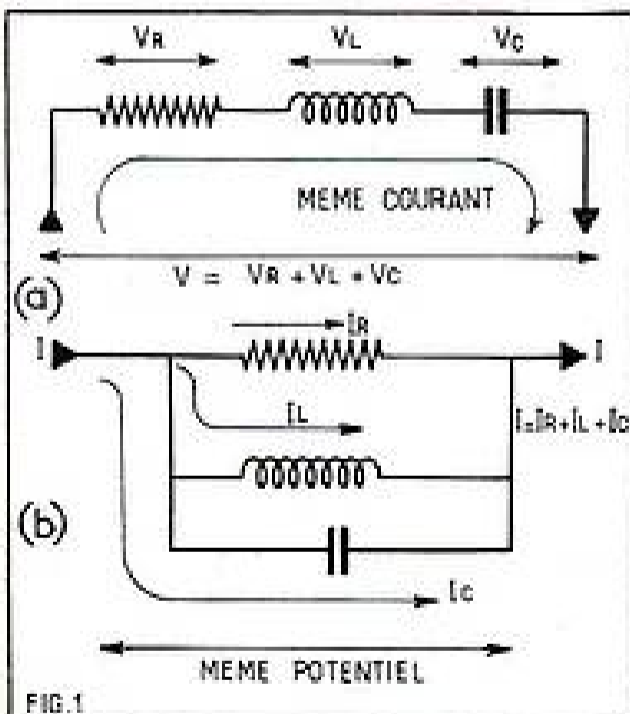 VR VL VC
MEME COURANT
V = VR + VL + VC
(a)
IR
I I
IL
I=IR+IL+IC
(b)
IC
MEME POTENTIEL
FIG.1